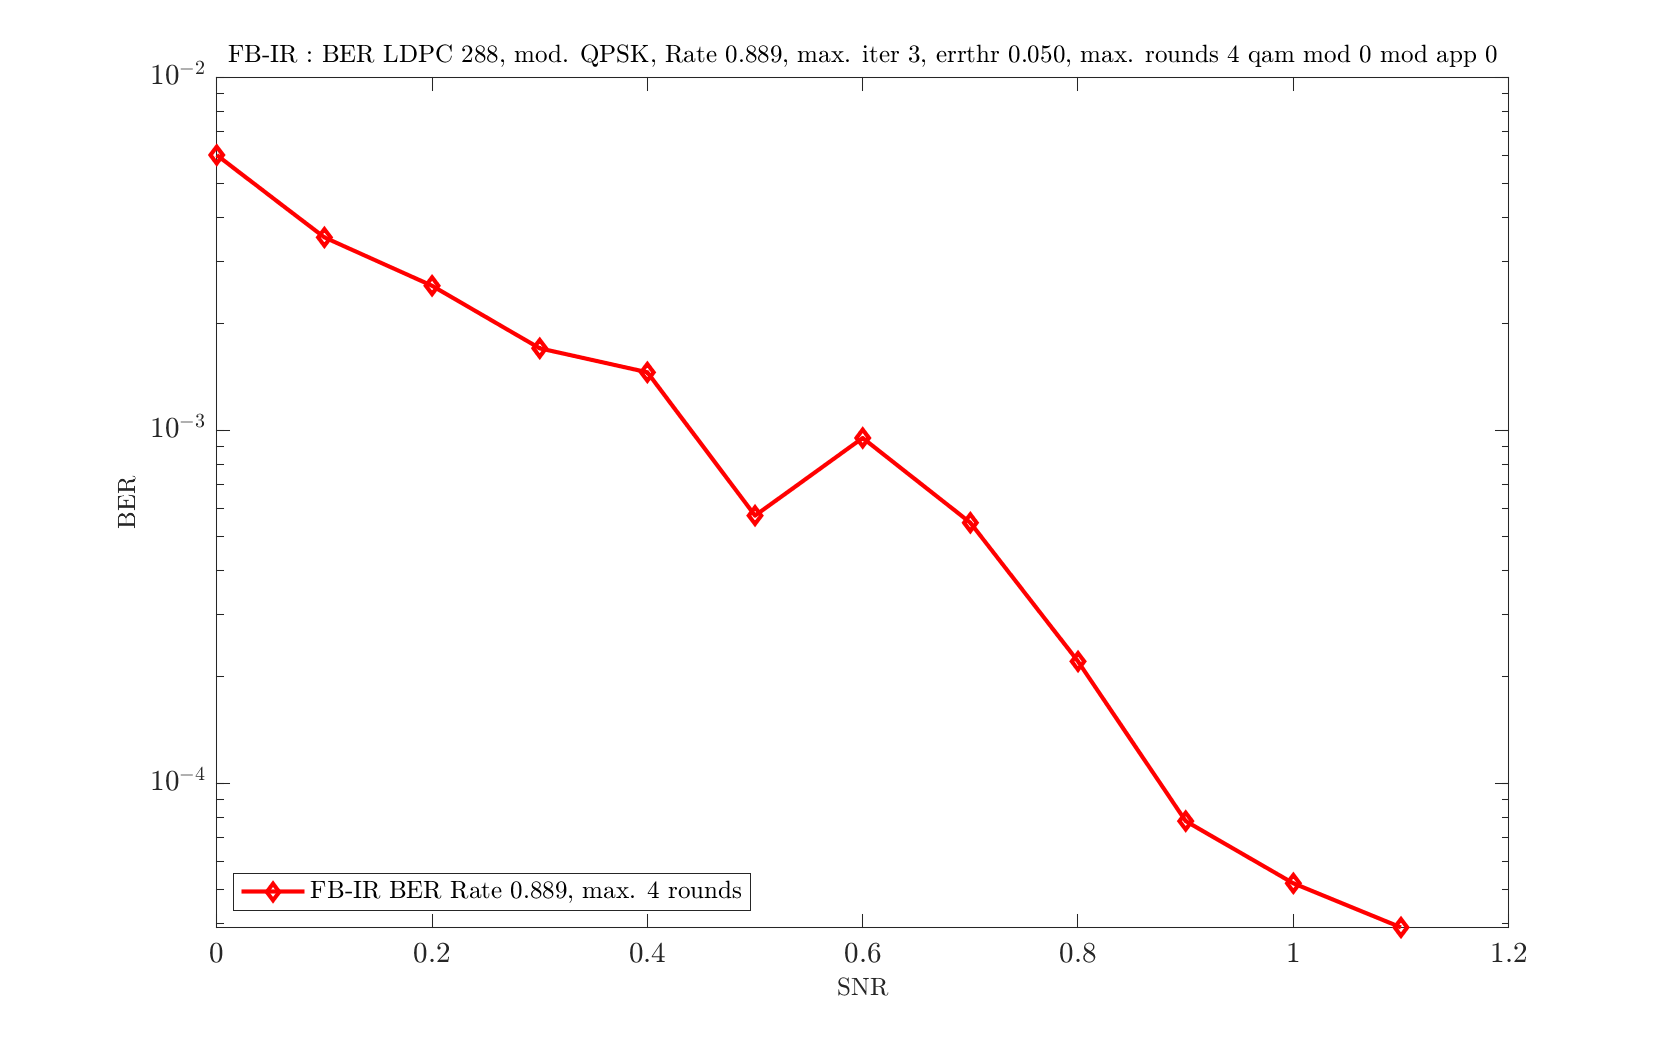 FB-IR : BER LDPC 288, mod. QPSK, Rate 0.889, max. iter 3, errthr 0.050, max. rounds 4 qam mod 0 mod app 0
10⁻²
10⁻³
BER
10⁻⁴
FB-IR BER Rate 0.889, max. 4 rounds
0 0.2 0.4 0.6 0.8 1 1.2
SNR